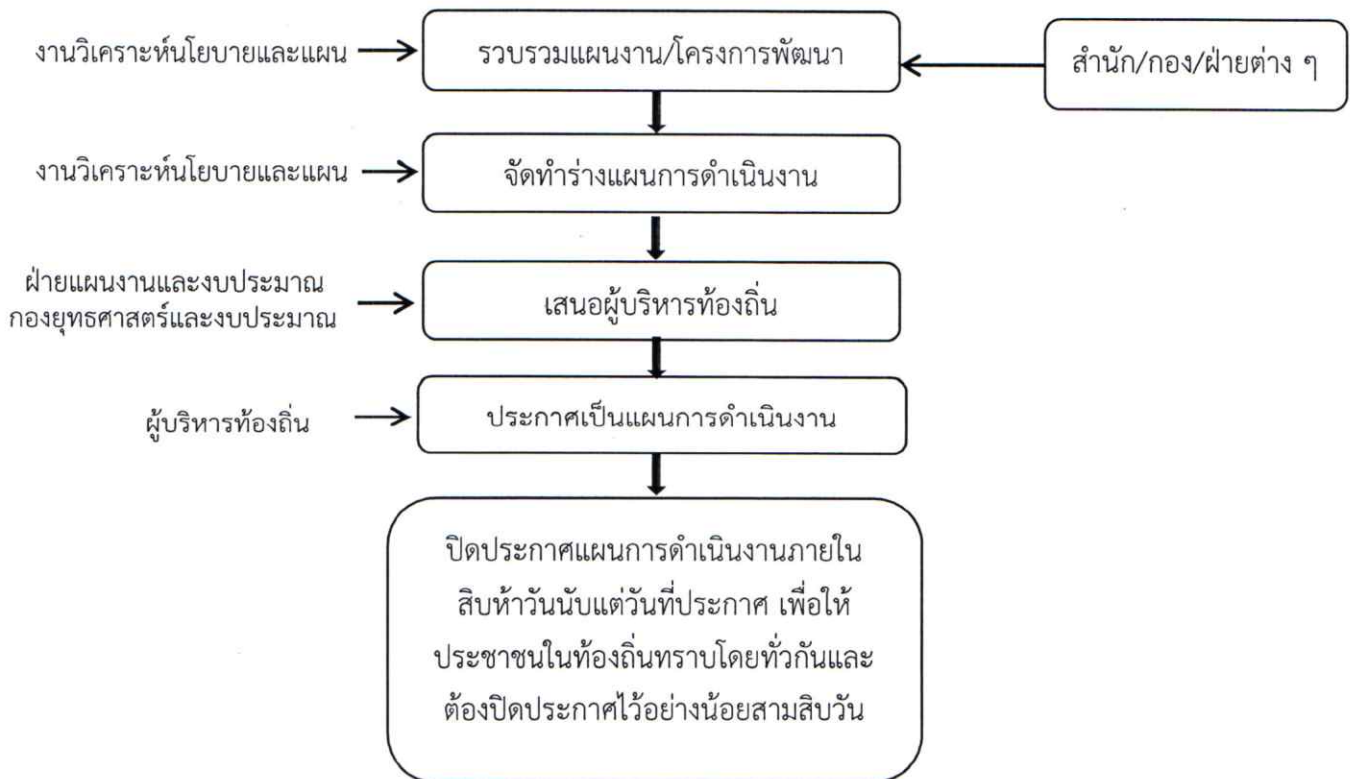 งานวิเคราะห์นโยบายและแผน
รวบรวมแผนงาน/โครงการพัฒนา
สำนัก/กอง/ฝ่ายต่าง ๆ
งานวิเคราะห์นโยบายและแผน
จัดทำร่างแผนการดำเนินงาน
ฝ่ายแผนงานและงบประมาณ
กองยุทธศาสตร์และงบประมาณ
เสนอผู้บริหารท้องถิ่น
ผู้บริหารท้องถิ่น
ประกาศเป็นแผนการดำเนินงาน
ปิดประกาศแผนการดำเนินงานภายใน
สิบห้าวันนับแต่วันที่ประกาศ เพื่อให้
ประชาชนในท้องถิ่นทราบโดยทั่วกันและ
ต้องปิดประกาศไว้อย่างน้อยสามสิบวัน